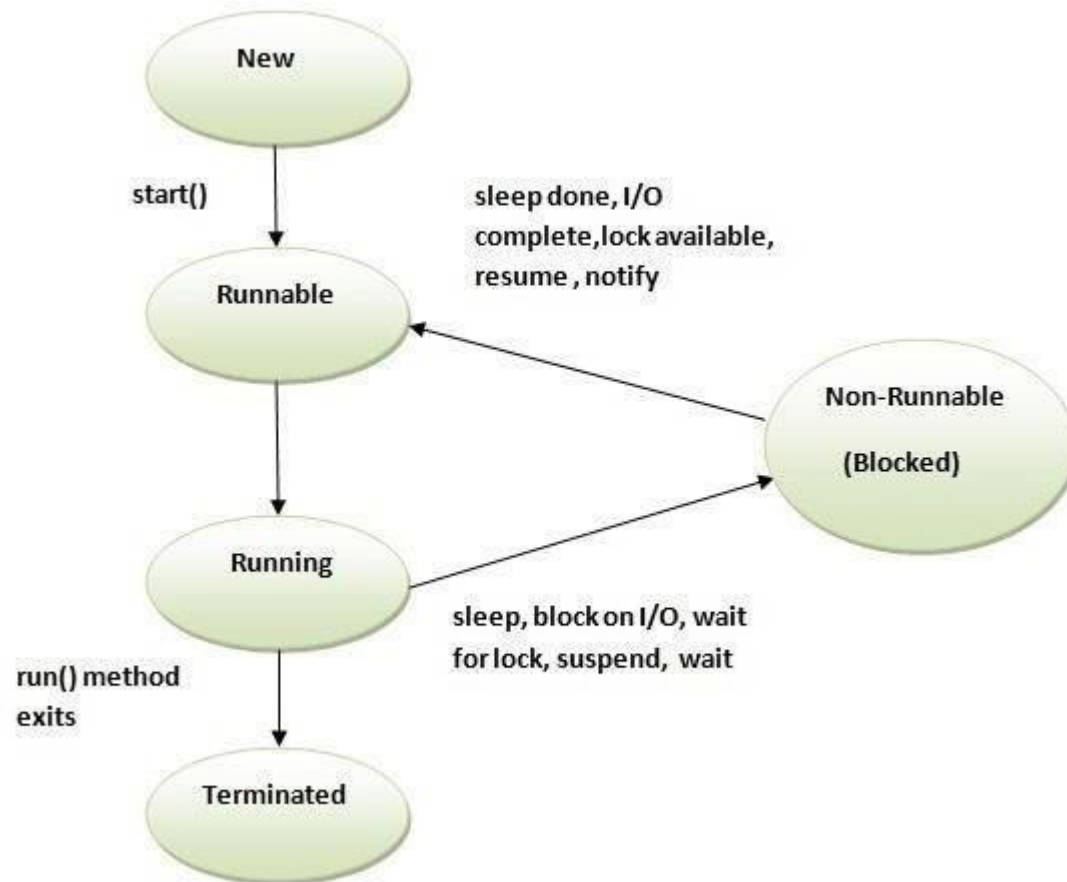 New
start()
sleep done, I/O
complete,lock available,
resume , notify
Runnable
Non-Runnable
(Blocked)
Running
sleep, block on I/O, wait
for lock, suspend, wait
run() method
exits
Terminated